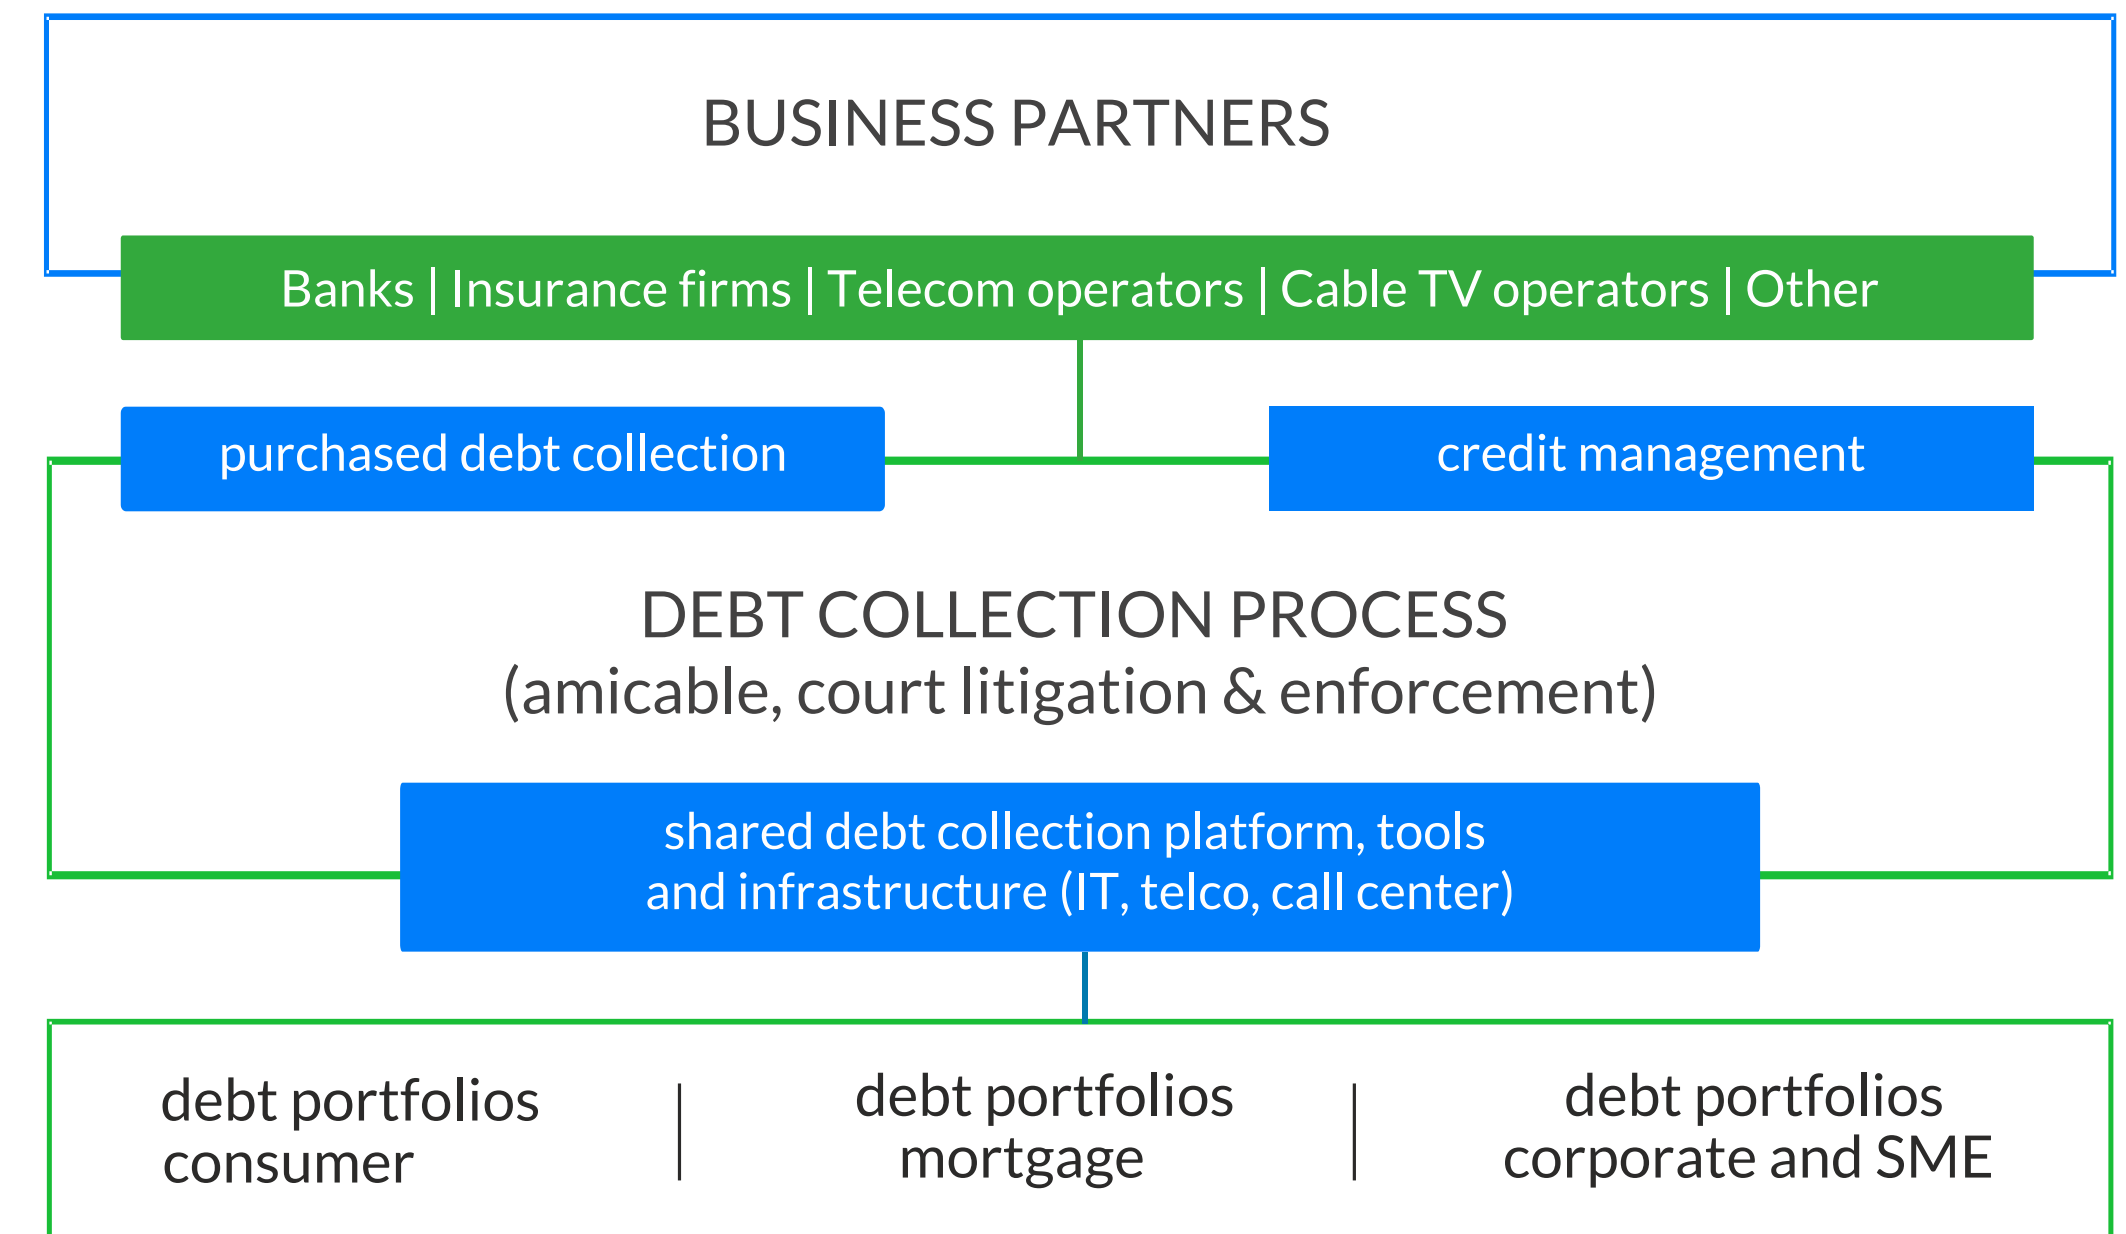 BUSINESS PARTNERS
Banks | Insurance firms | Telecom operators | Cable TV operators | Other
purchased debt collection
credit management
DEBT COLLECTION PROCESS
(amicable, court litigation & enforcement)
shared debt collection platform, tools
and infrastructure (IT, telco, call center)
debt portfolios
consumer
debt portfolios
mortgage
debt portfolios
corporate and SME